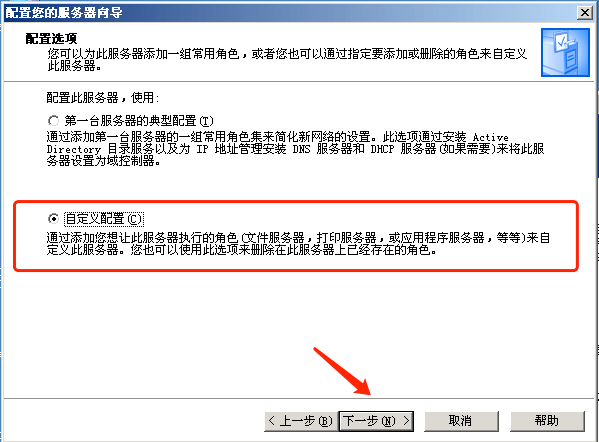 配置您的服务器向导
配置选项
您可以为此服务器添加一组常用角色，或者您也可以通过指定要添加或删除的角色来自定义
此服务器。
配置此服务器，使用:
第一台服务器的典型配置(T)
通过添加第一台服务器的一组常用角色集来简化新网络的设置。此选项通过安装 Active
Directory 目录服务以及为 IP 地址管理安装 DNS 服务器和 DHCP 服务器(如果需要)来将此服
务器设置为域控制器。
自定义配置(C)
通过添加您想让此服务器执行的角色(文件服务器，打印服务器，或应用程序服务器，等等)来自
定义此服务器。您也可以使用此选项来删除在此服务器上已经存在的角色。
< 上一步(B)
下一步(N) >
取消
帮助